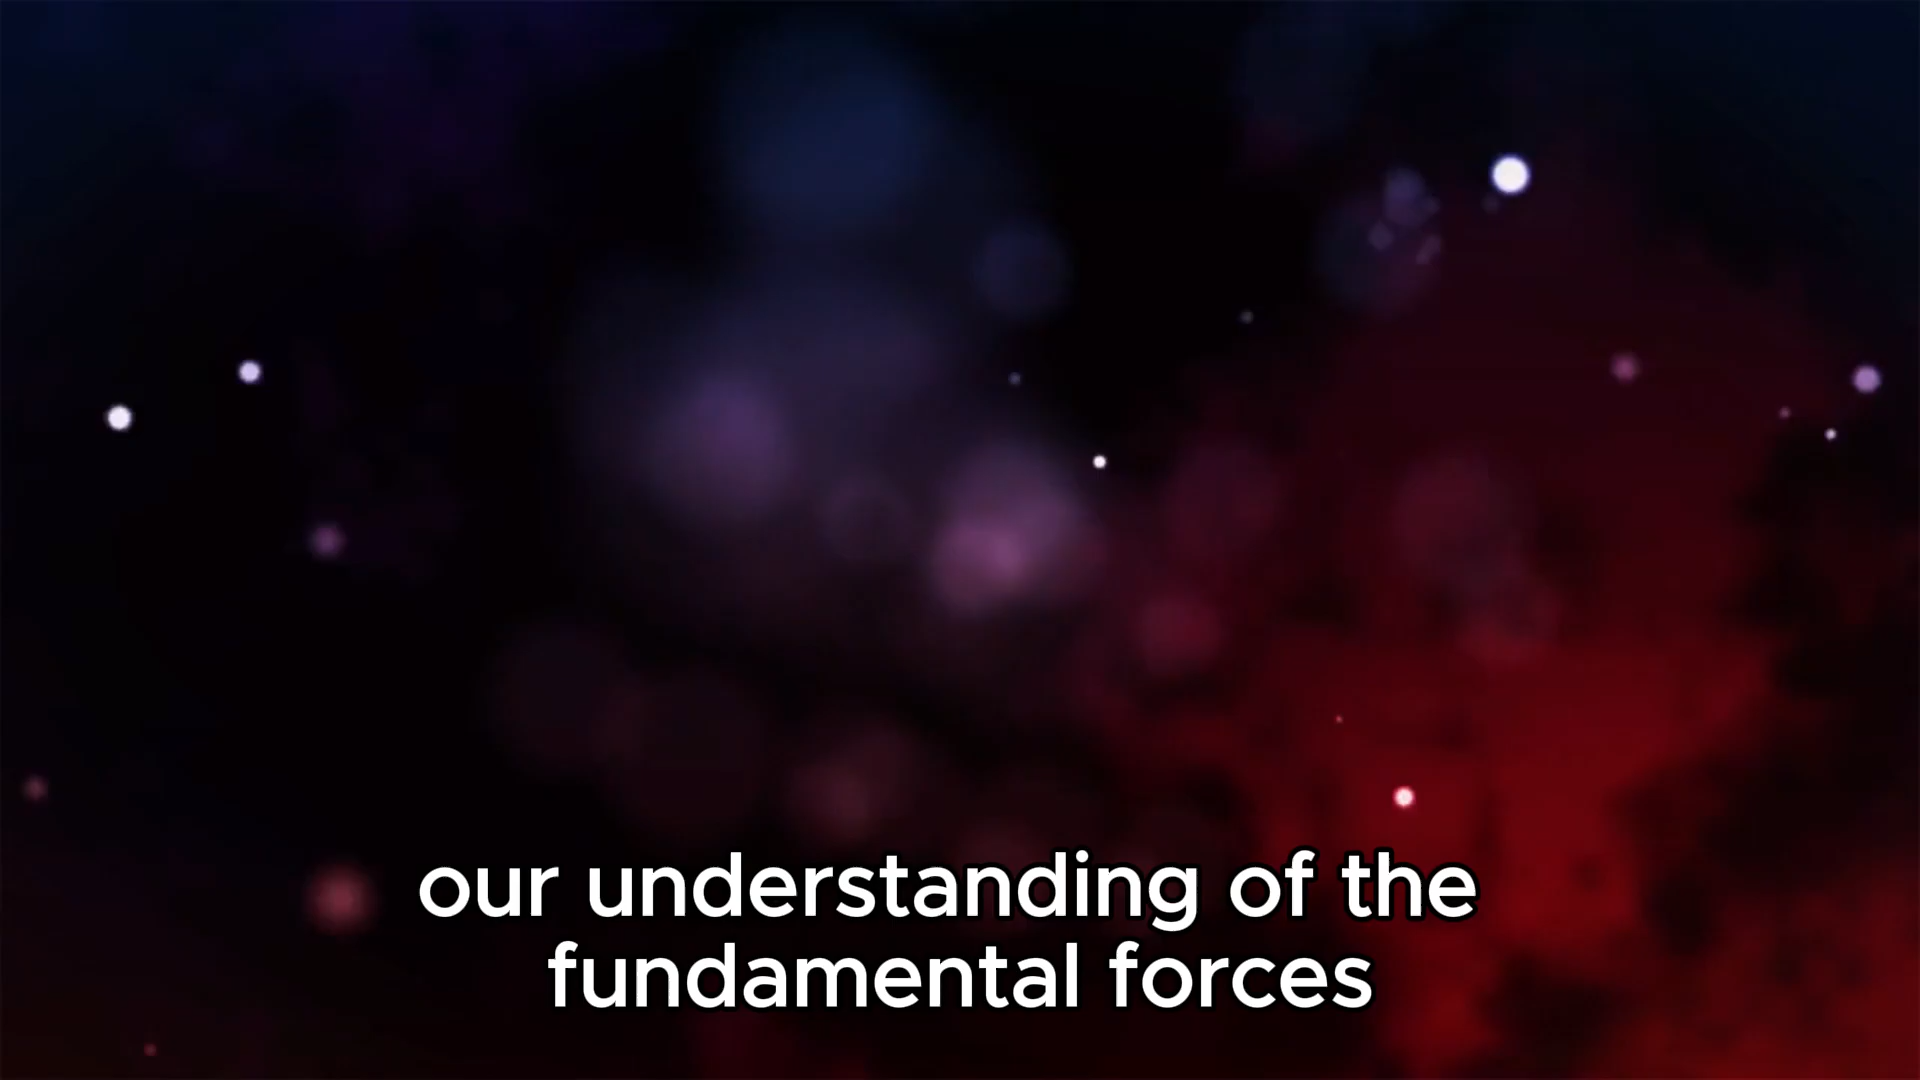 our understanding of the
fundamental forces